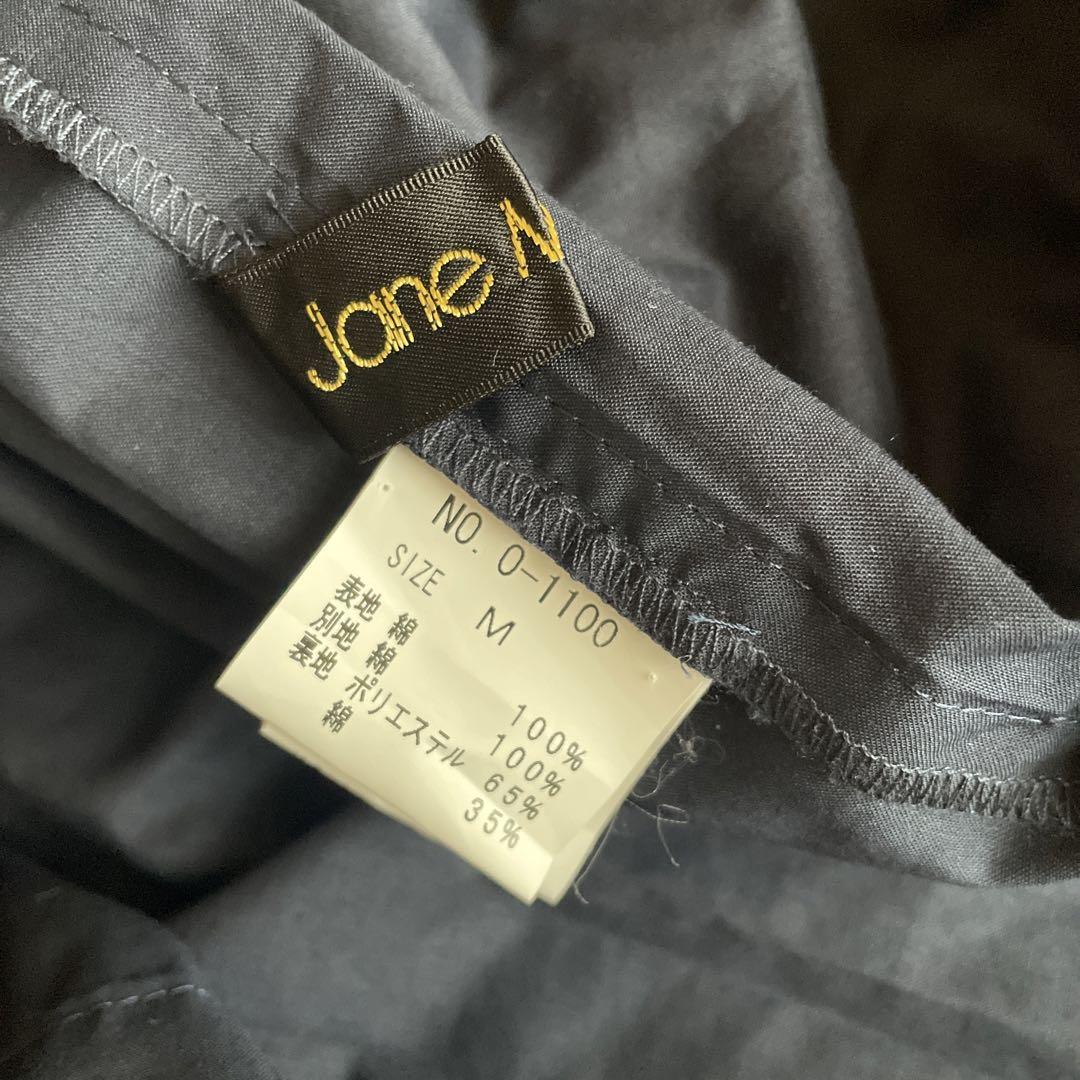 Jane M
NO. 0-1100
SIZE M
表地 綿 100%
別地 綿 100%
裏地 ポリエステル 65%
綿 35%